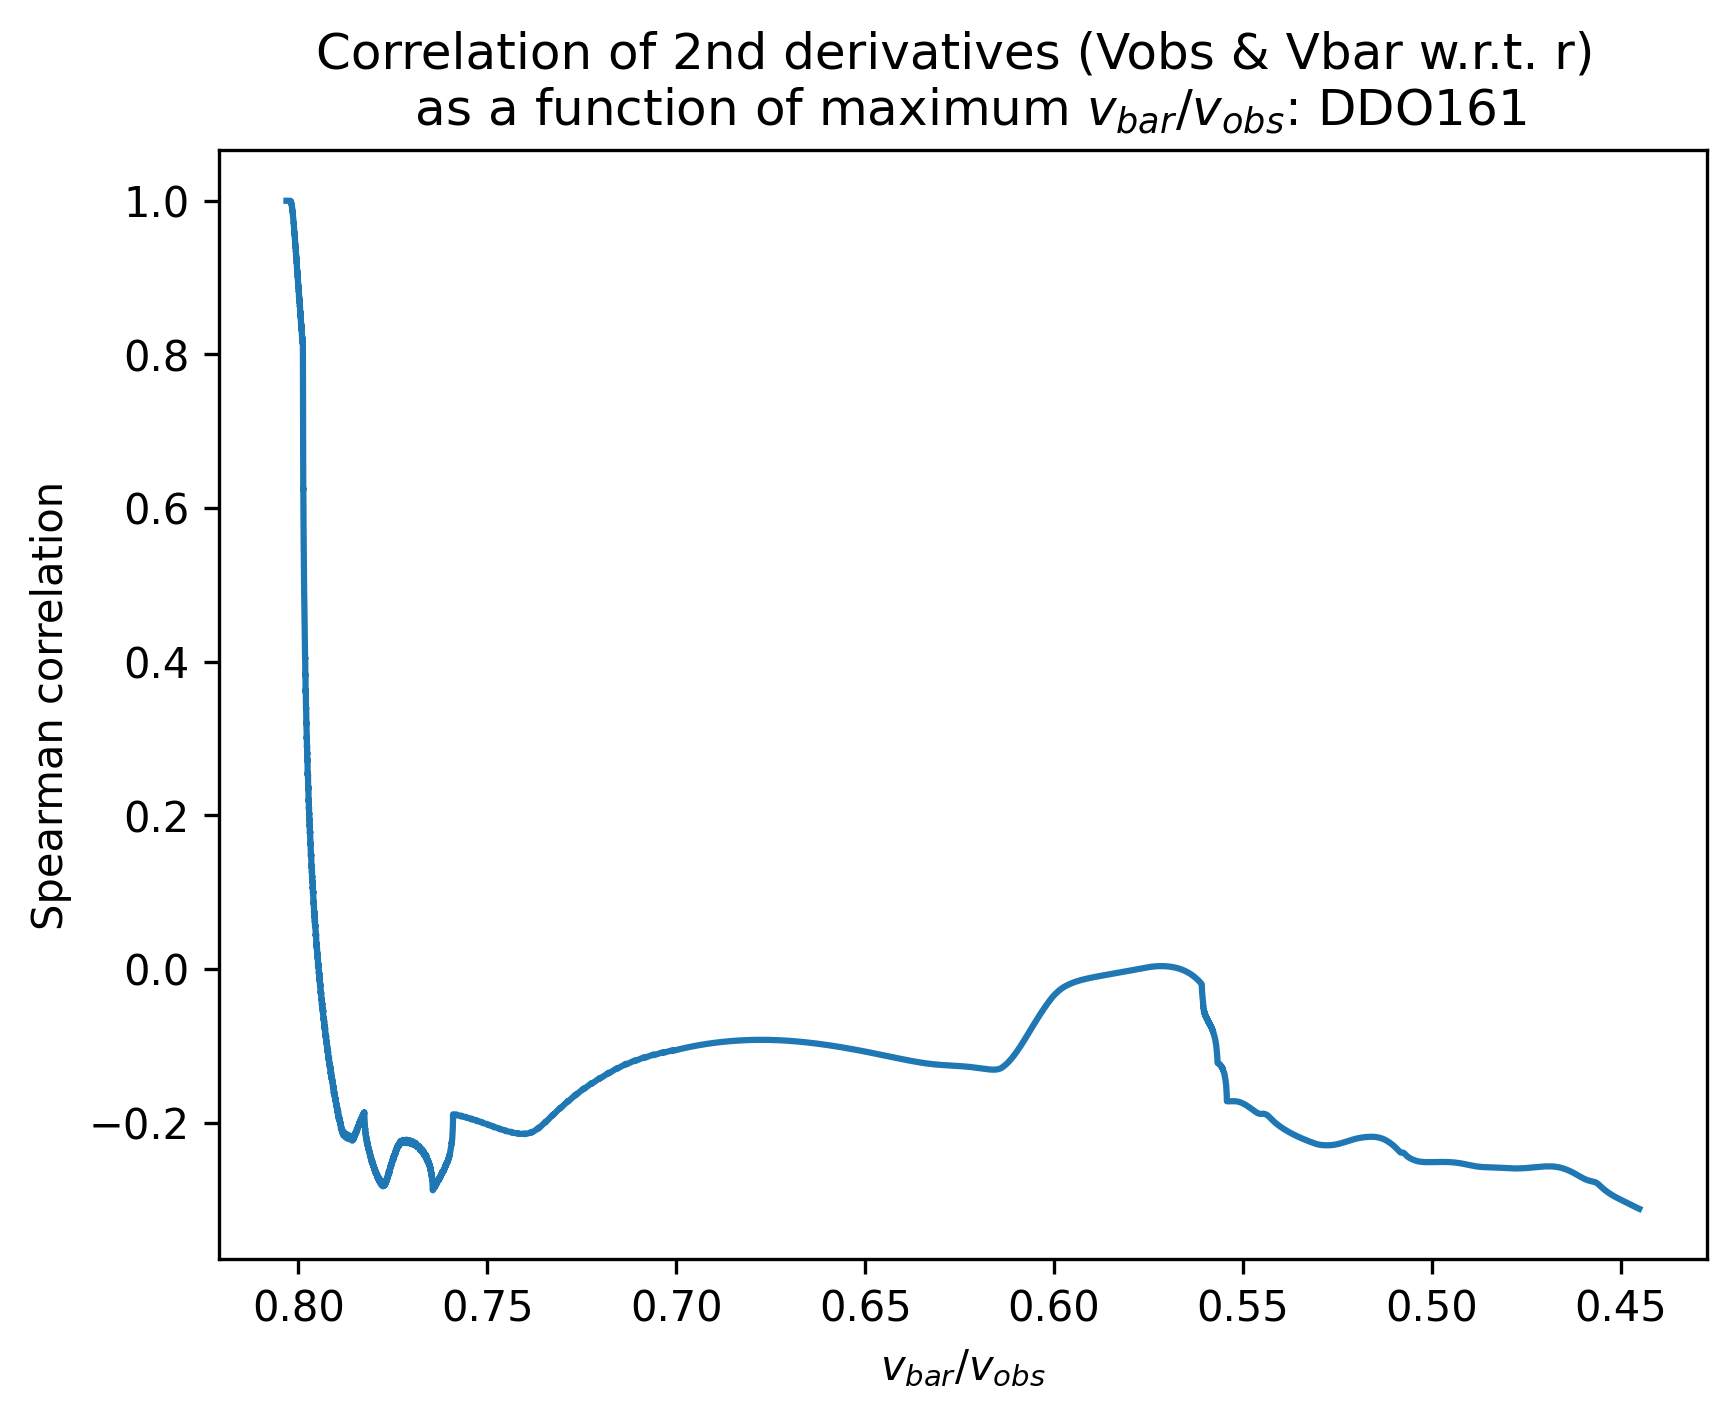 Correlation of 2nd derivatives (Vobs & Vbar w.r.t. r)
as a function of maximum v_bar/v_obs: DDO161
Spearman correlation
1.0
0.8
0.6
0.4
0.2
0.0
−0.2
0.80 0.75 0.70 0.65 0.60 0.55 0.50 0.45
v_bar/v_obs